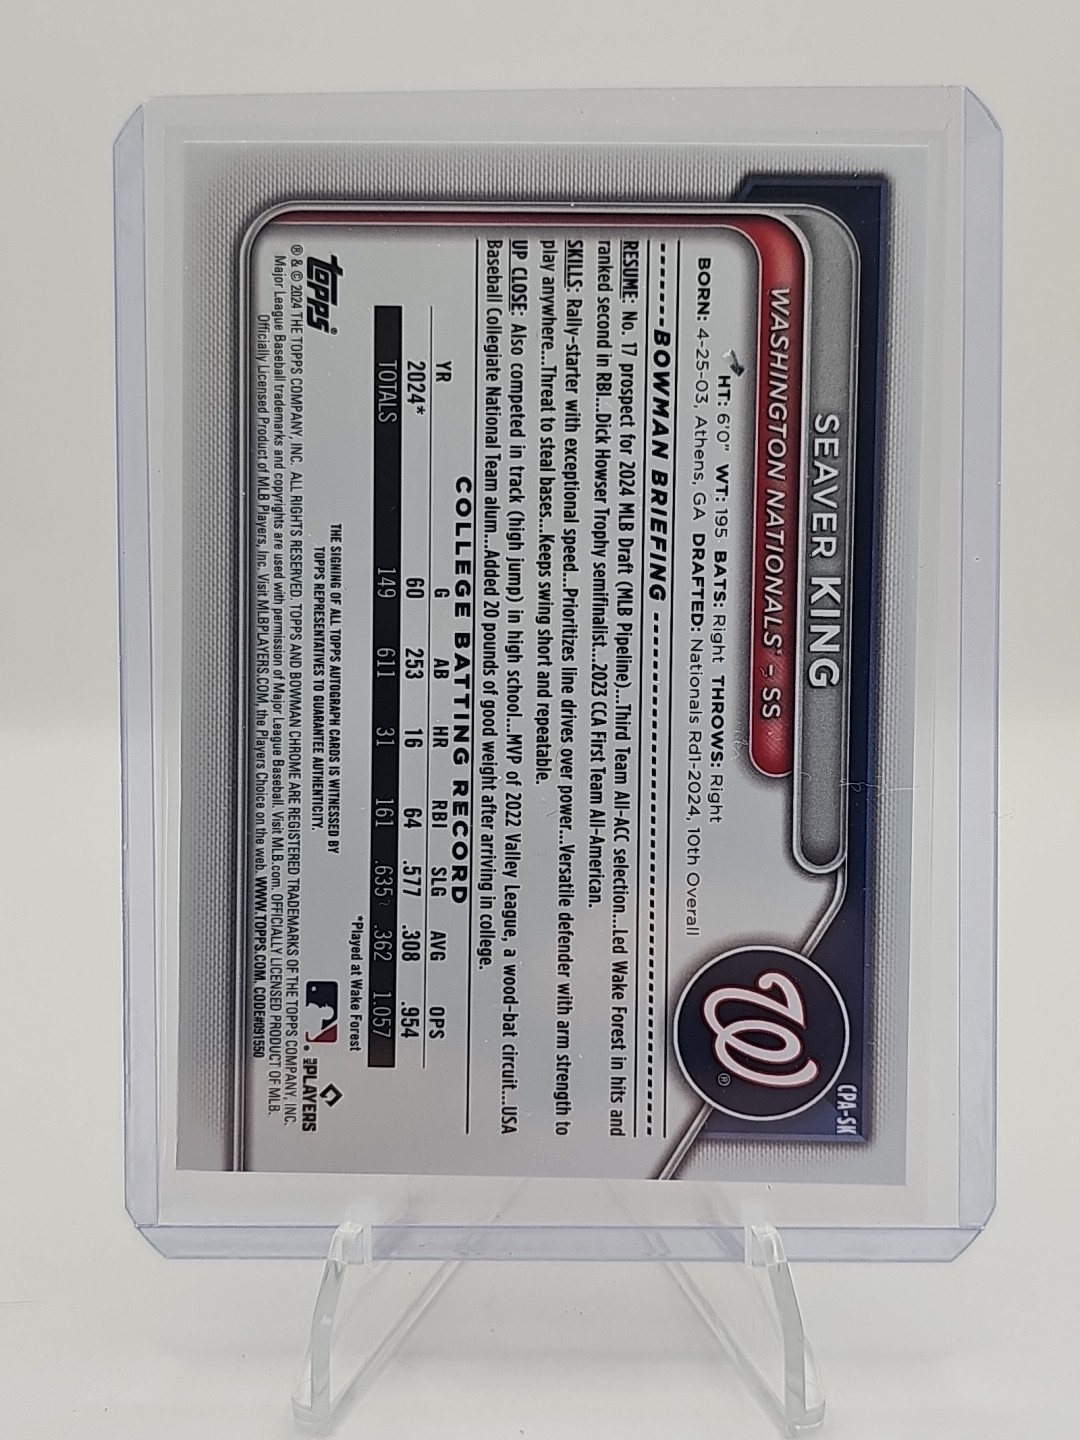 SEAVER KING
WASHINGTON NATIONALS® - SS
HT: 6'0" WT: 195 BATS: Right THROWS: Right
BORN: 4-25-03, Athens, GA DRAFTED: Nationals Rd1-2024, 10th Overall
CPA-SK
®
BOWMAN BRIEFING
RESUME: No. 17 prospect for 2024 MLB Draft (MLB Pipeline)...Third Team All-ACC selection...Led Wake Forest in hits and
ranked second in RBI...Dick Howser Trophy semifinalist...2023 CCA First Team All-American.
SKILLS: Rally-starter with exceptional speed...Prioritizes line drives over power...Versatile defender with arm strength to
play anywhere...Threat to steal bases...Keeps swing short and repeatable.
UP CLOSE: Also competed in track (high jump) in high school...MVP of 2022 Valley League, a wood-bat circuit...USA
Baseball Collegiate National Team alum...Added 20 pounds of good weight after arriving in college.
COLLEGE BATTING RECORD
YR G AB HR RBI SLG AVG OPS
2024* 60 253 16 64 .577 .308 .954
TOTALS 149 611 31 161 .635 .362 1.057
*Played at Wake Forest
THE SIGNING OF ALL TOPPS AUTOGRAPH CARDS IS WITNESSED BY
TOPPS REPRESENTATIVES TO GUARANTEE AUTHENTICITY.
topps®
MLB PLAYERS
® & © 2024 THE TOPPS COMPANY, INC. ALL RIGHTS RESERVED. TOPPS AND BOWMAN CHROME ARE REGISTERED TRADEMARKS OF THE TOPPS COMPANY, INC.
Major League Baseball trademarks and copyrights are used with permission of Major League Baseball. Visit MLB.com. OFFICIALLY LICENSED PRODUCT OF MLB.
Officially Licensed Product of MLB Players, Inc. Visit MLBPLAYERS.COM, the Players Choice on the web. WWW.TOPPS.COM. CODE#091550